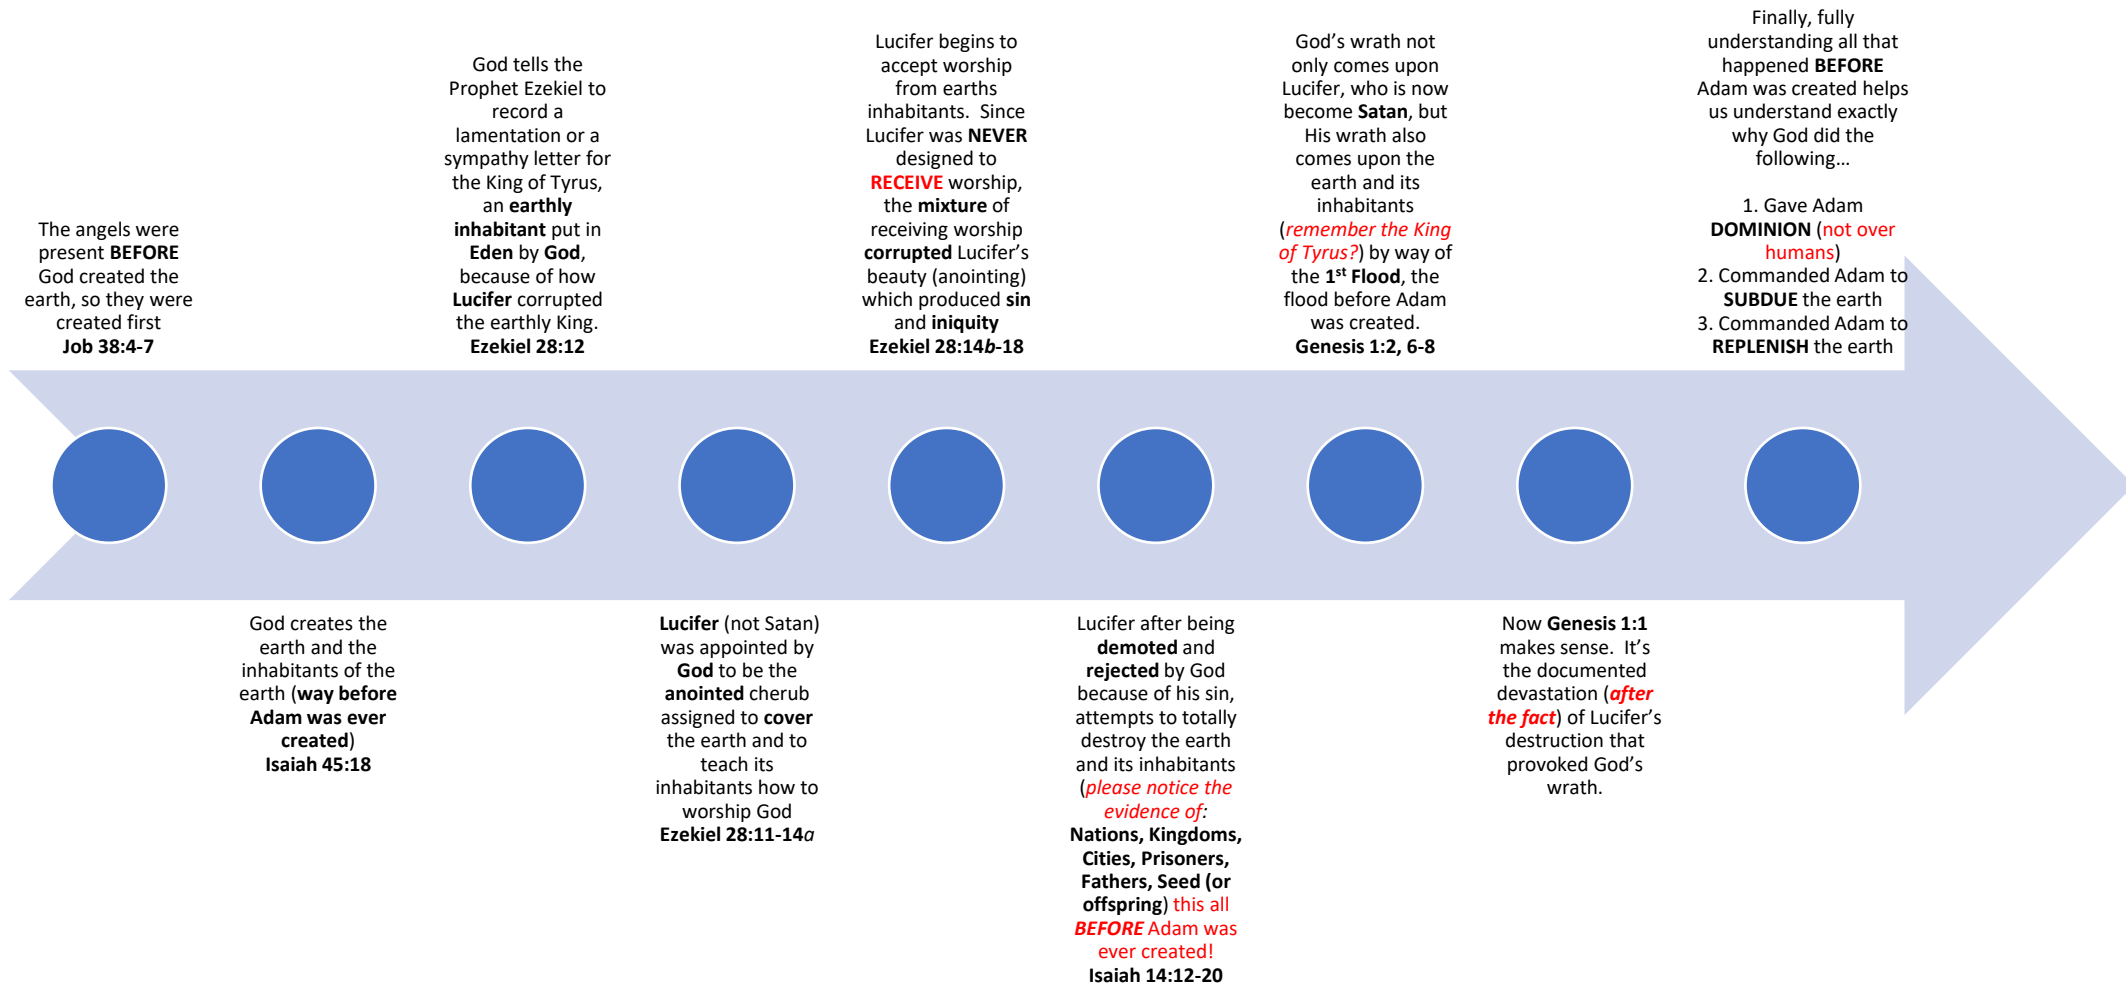 The angels were
present BEFORE
God created the
earth, so they were
created first
Job 38:4-7
God creates the
earth and the
inhabitants of the
earth (way before
Adam was ever
created)
Isaiah 45:18
God tells the
Prophet Ezekiel to
record a
lamentation or a
sympathy letter for
the King of Tyrus,
an earthly
inhabitant put in
Eden by God,
because of how
Lucifer corrupted
the earthly King.
Ezekiel 28:12
Lucifer (not Satan)
was appointed by
God to be the
anointed cherub
assigned to cover
the earth and to
teach its
inhabitants how to
worship God
Ezekiel 28:11-14a
Lucifer begins to
accept worship
from earths
inhabitants.  Since
Lucifer was NEVER
designed to
RECEIVE worship,
the mixture of
receiving worship
corrupted Lucifer’s
beauty (anointing)
which produced sin
and iniquity
Ezekiel 28:14b-18
Lucifer after being
demoted and
rejected by God
because of his sin,
attempts to totally
destroy the earth
and its inhabitants
(please notice the
evidence of:
Nations, Kingdoms,
Cities, Prisoners,
Fathers, Seed (or
offspring) this all
BEFORE Adam was
ever created!
Isaiah 14:12-20
God’s wrath not
only comes upon
Lucifer, who is now
become Satan, but
His wrath also
comes upon the
earth and its
inhabitants
(remember the King
of Tyrus?) by way of
the 1st Flood, the
flood before Adam
was created.
Genesis 1:2, 6-8
Now Genesis 1:1
makes sense.  It’s
the documented
devastation (after
the fact) of Lucifer’s
destruction that
provoked God’s
wrath.
Finally, fully
understanding all that
happened BEFORE
Adam was created helps
us understand exactly
why God did the
following…
1. Gave Adam
DOMINION (not over
humans)
2. Commanded Adam to
SUBDUE the earth
3. Commanded Adam to
REPLENISH the earth